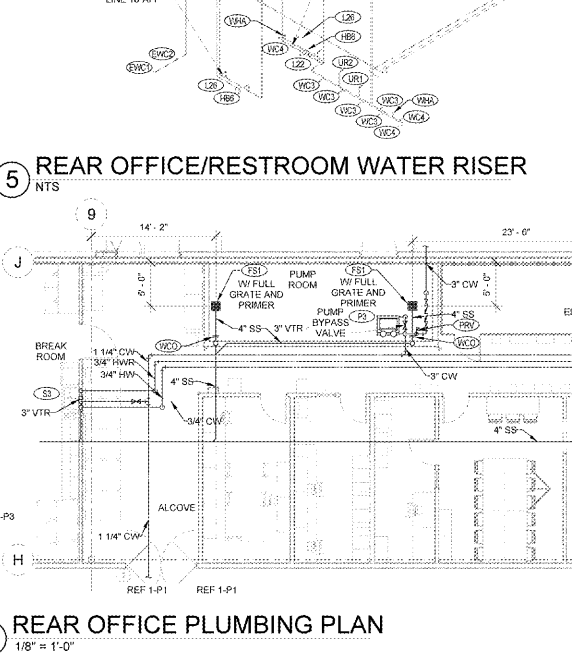 LINE TO API
EWC2
EWC1
WHA
L26
HB6
WC4
L22
UR2
UR1
WC3
WC3
WC3
WC3
WC3
WHA
WC4
WC4
L26
HB6
5 REAR OFFICE/RESTROOM WATER RISER
NTS
9
14' - 2"
23' - 6"
J
6' - 0"
FS1
W/ FULL
GRATE AND
PRIMER
PUMP
ROOM
FS1
W/ FULL
GRATE AND
PRIMER
3" CW
6' - 0"
P3
PUMP
BYPASS
VALVE
4" SS
PRV
WCO
4" SS
3" VTR
WCO
BREAK
ROOM
1 1/4" CW
3/4" HWR
3/4" HW
4" SS
3" CW
S3
3" VTR
3/4" CW
4" SS
-P3
ALCOVE
1 1/4" CW
H
REF 1-P1
REF 1-P1
REAR OFFICE PLUMBING PLAN
1/8" = 1'-0"